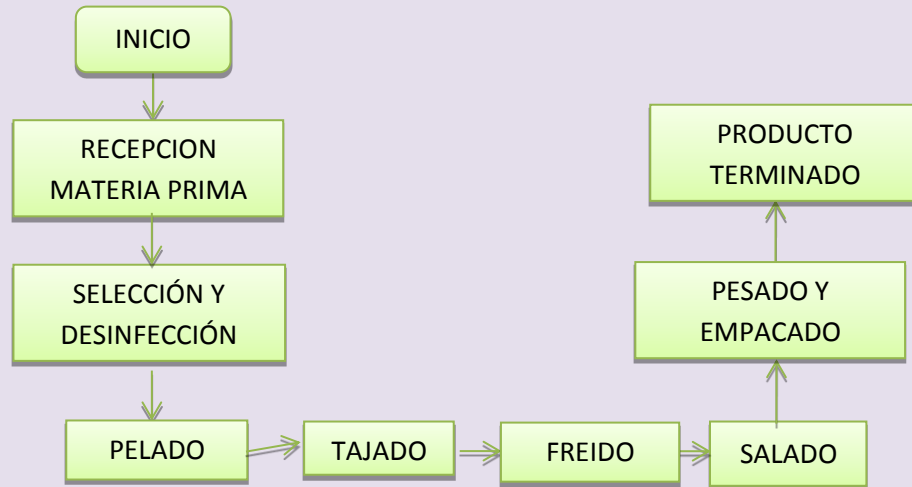 INICIO
RECEPCION
MATERIA PRIMA
SELECCIÓN Y
DESINFECCIÓN
PELADO
TAJADO
FREIDO
SALADO
PESADO Y
EMPACADO
PRODUCTO
TERMINADO